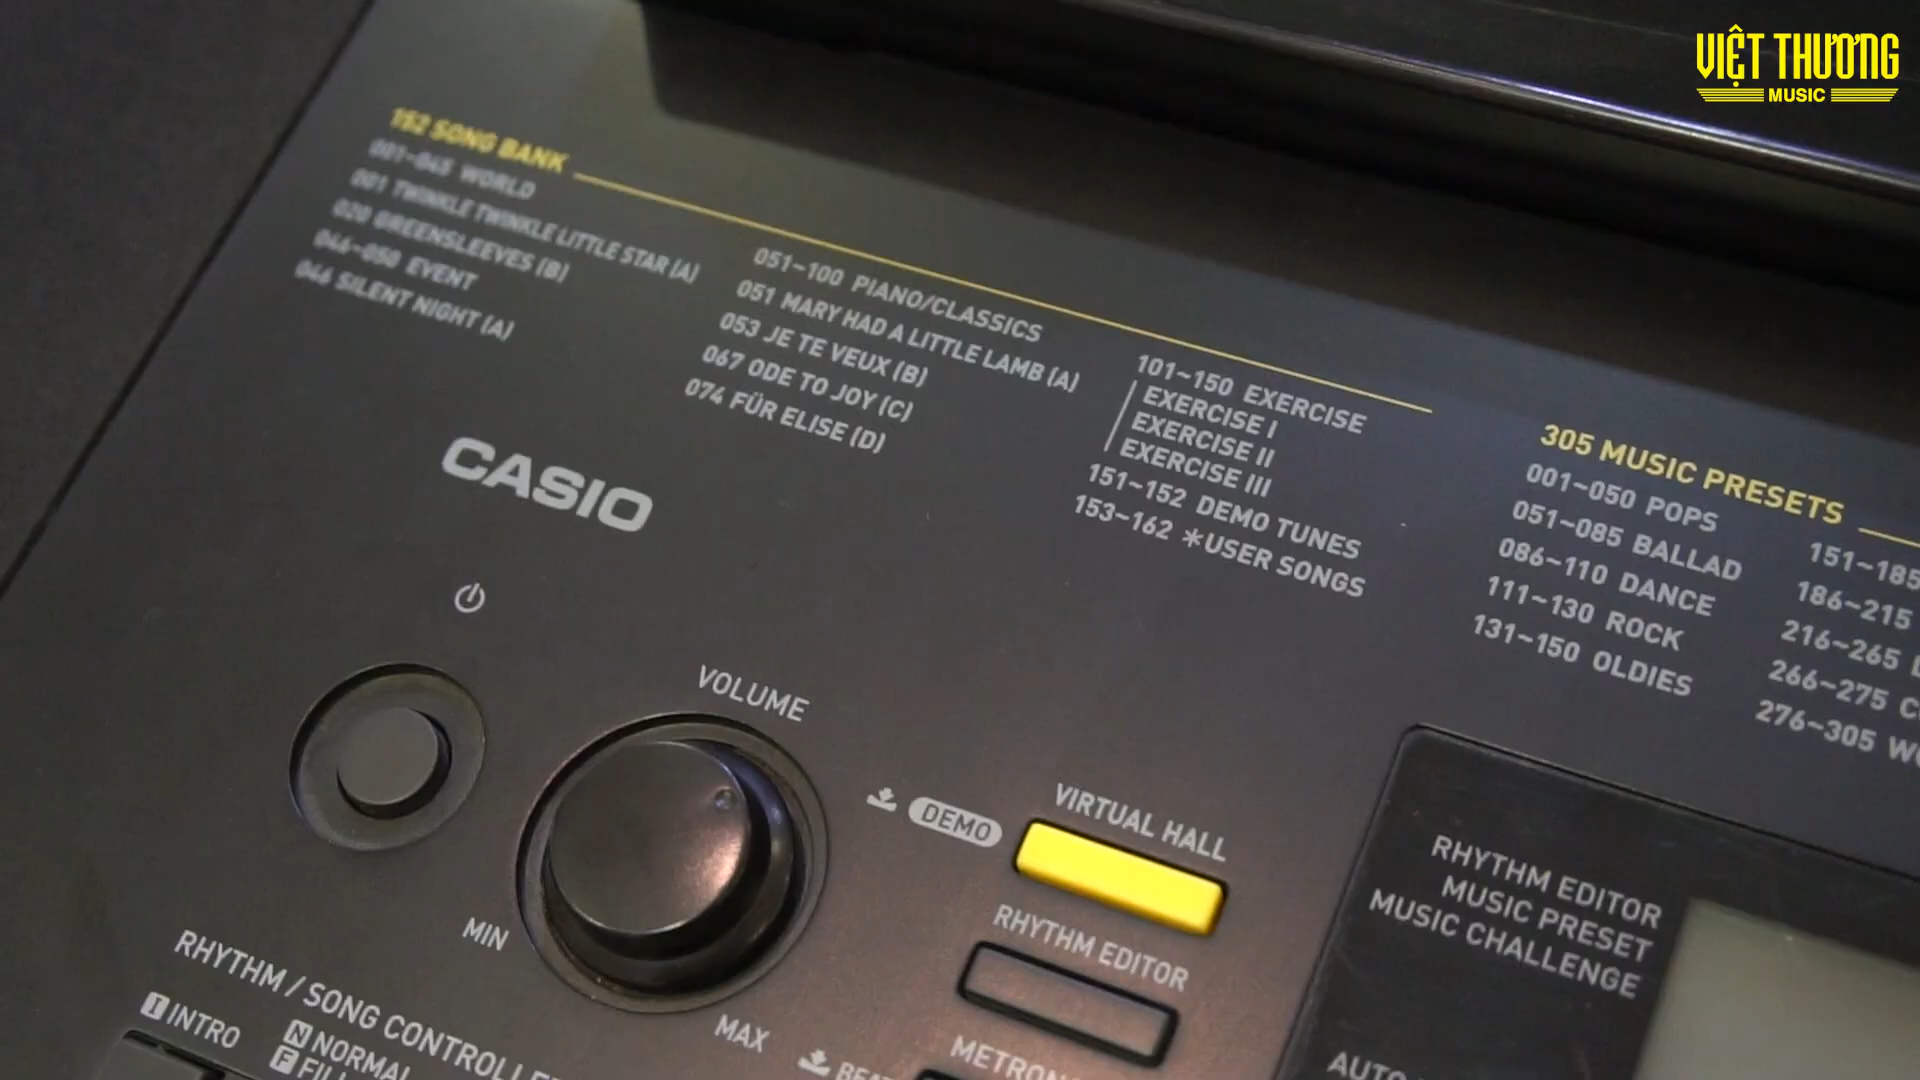 VIỆT THƯƠNG
MUSIC
152 SONG BANK
001~045 WORLD
001 TWINKLE TWINKLE LITTLE STAR (A)
020 GREENSLEEVES (B)
046~050 EVENT
046 SILENT NIGHT (A)
051~100 PIANO/CLASSICS
051 MARY HAD A LITTLE LAMB (A)
053 JE TE VEUX (B)
067 ODE TO JOY (C)
074 FÜR ELISE (D)
101~150 EXERCISE
EXERCISE I
EXERCISE II
EXERCISE III
151~152 DEMO TUNES
153~162 *USER SONGS
305 MUSIC PRESETS
001~050 POPS
051~085 BALLAD
086~110 DANCE
111~130 ROCK
131~150 OLDIES
151~185
186~215
216~265
266~275
276~305
CASIO
VOLUME
MIN
MAX
DEMO
VIRTUAL HALL
RHYTHM EDITOR
RHYTHM EDITOR
MUSIC PRESET
MUSIC CHALLENGE
RHYTHM / SONG CONTROLLE
I INTRO
N NORMAL
F FILL
METRON
BEA
AUTO